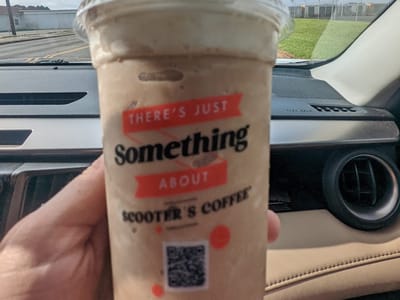 THERE'S JUST
something
ABOUT
SCOOTER'S COFFEE